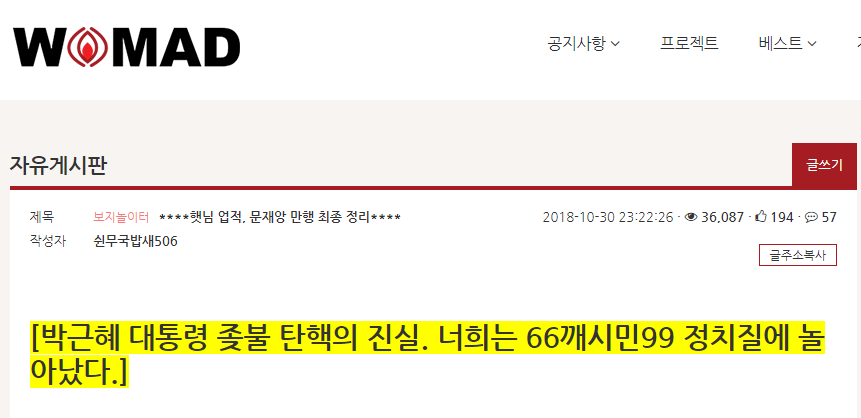 WOMAD
공지사항 프로젝트 베스트
자유게시판 글쓰기
제목 보지놀이터 ****햇님 업적, 문재앙 만행 최종 정리**** 2018-10-30 23:22:26 · 36,087 · 194 · 57
작성자 쉰무국밥새506
글주소복사
[박근혜 대통령 좆불 탄핵의 진실. 너희는 66깨시민99 정치질에 놀
아났다.]